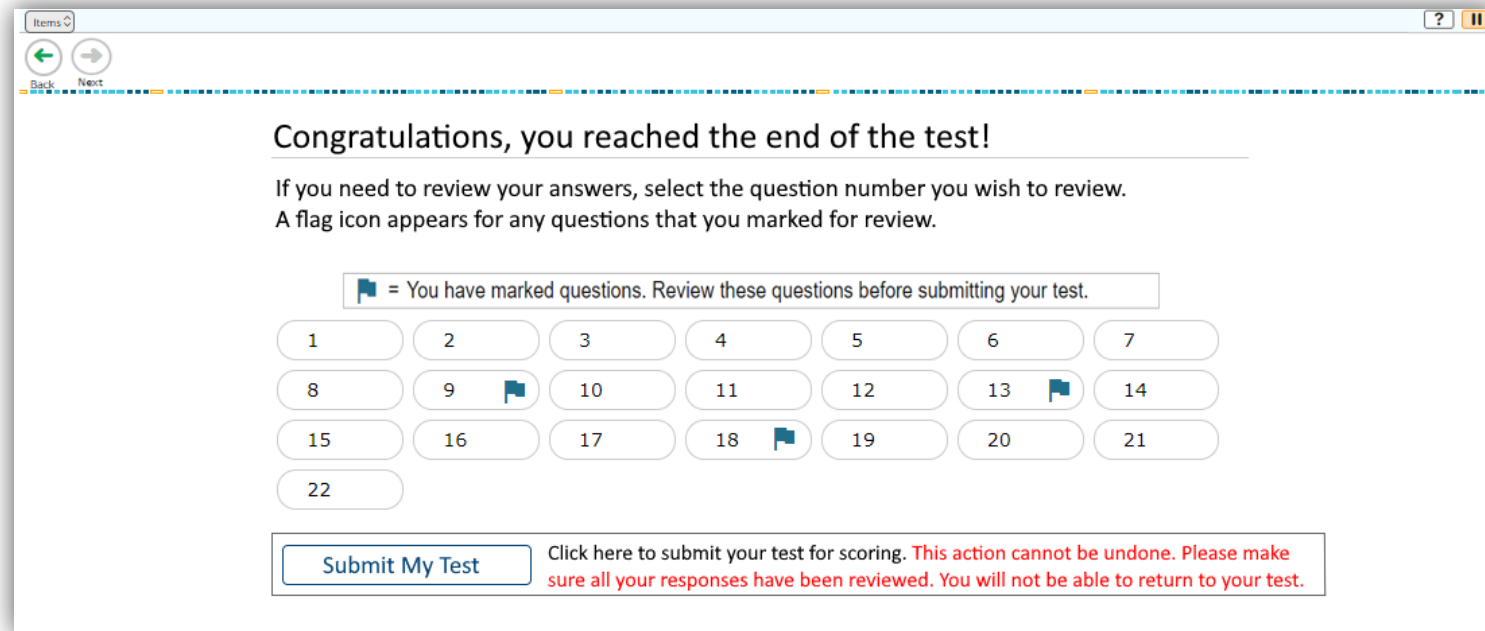 Items
?
Back Next
Congratulations, you reached the end of the test!
If you need to review your answers, select the question number you wish to review.
A flag icon appears for any questions that you marked for review.
= You have marked questions. Review these questions before submitting your test.
1 2 3 4 5 6 7
8 9 10 11 12 13 14
15 16 17 18 19 20 21
22
Submit My Test
Click here to submit your test for scoring. This action cannot be undone. Please make
sure all your responses have been reviewed. You will not be able to return to your test.